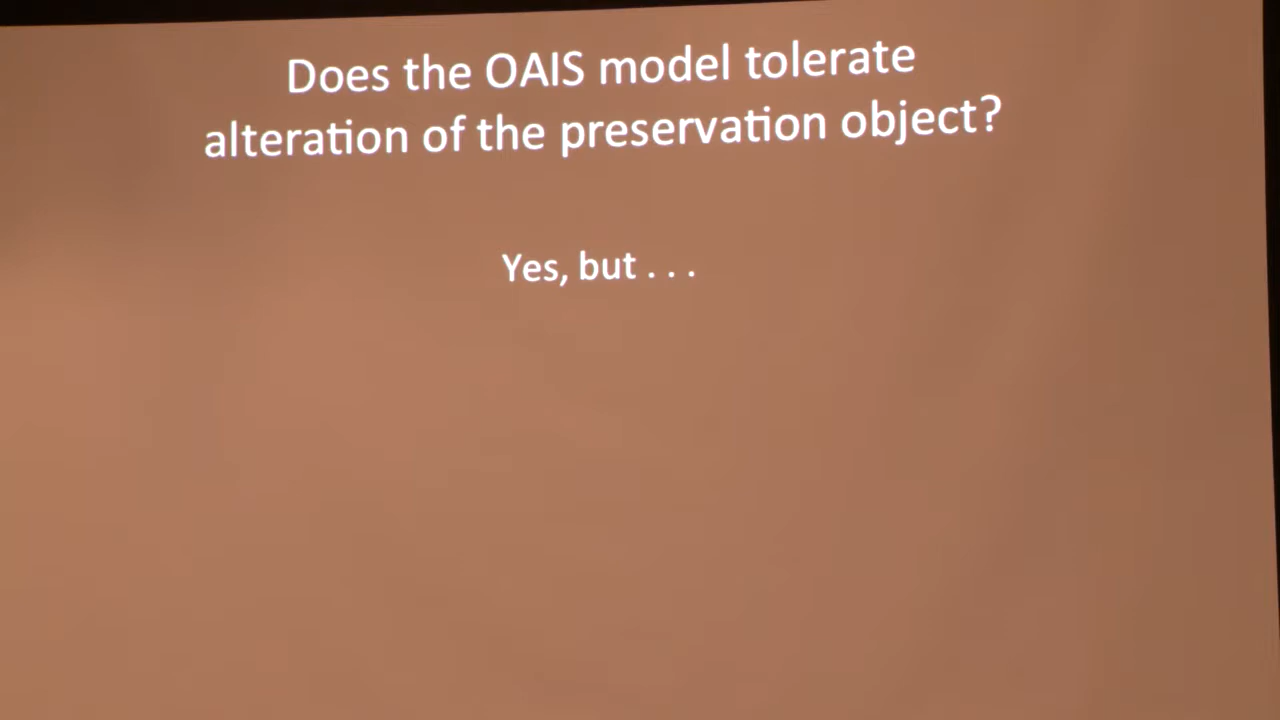 Does the OAIS model tolerate
alteration of the preservation object?
Yes, but . . .